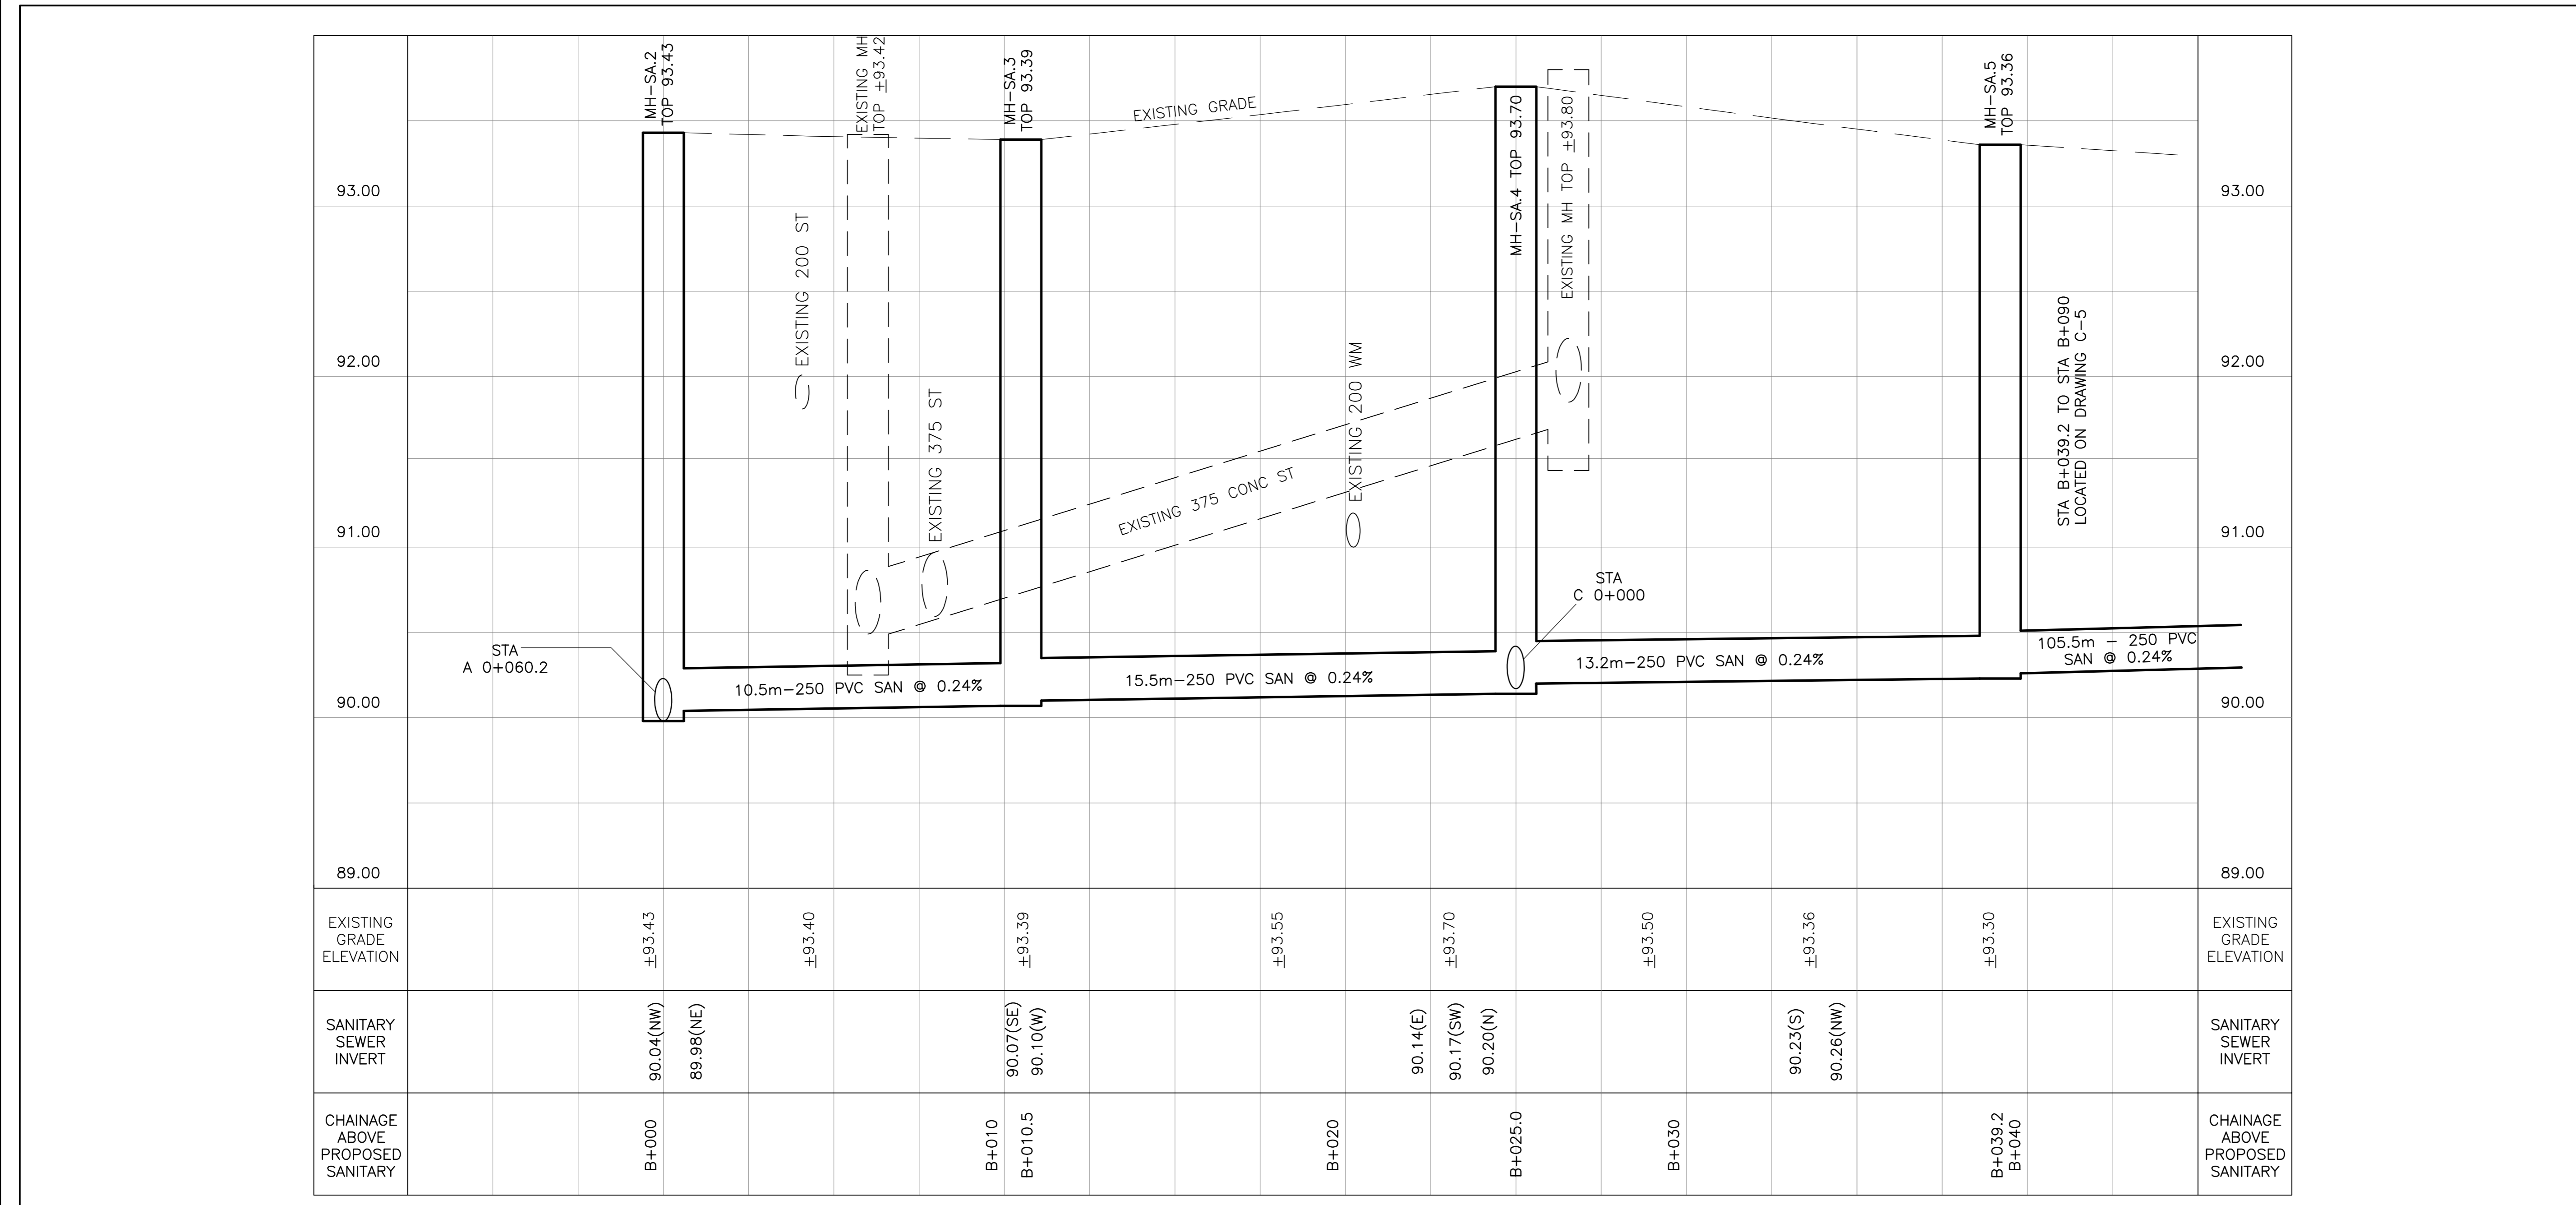 MH-SA.2
TOP 93.43
EXISTING MH
TOP ±93.42
MH-SA.3
TOP 93.39
EXISTING GRADE
MH-SA.4 TOP 93.70
EXISTING MH TOP ±93.80
MH-SA.5
TOP 93.36
93.00
93.00
EXISTING 200 ST
92.00
92.00
EXISTING 375 ST
EXISTING 200 WM
EXISTING 375 CONC ST
STA B+039.2 TO STA B+090
LOCATED ON DRAWING C-5
91.00
91.00
STA
C 0+000
STA
A 0+060.2
10.5m-250 PVC SAN @ 0.24%
15.5m-250 PVC SAN @ 0.24%
13.2m-250 PVC SAN @ 0.24%
105.5m - 250 PVC
SAN @ 0.24%
90.00
90.00
89.00
89.00
EXISTING
GRADE
ELEVATION
±93.43
±93.40
±93.39
±93.55
±93.70
±93.50
±93.36
±93.30
EXISTING
GRADE
ELEVATION
SANITARY
SEWER
INVERT
90.04(NW)
89.98(NE)
90.07(SE)
90.10(W)
90.14(E)
90.17(SW)
90.20(N)
90.23(S)
90.26(NW)
SANITARY
SEWER
INVERT
CHAINAGE
ABOVE
PROPOSED
SANITARY
B+000
B+010
B+010.5
B+020
B+025.0
B+030
B+039.2
B+040
CHAINAGE
ABOVE
PROPOSED
SANITARY